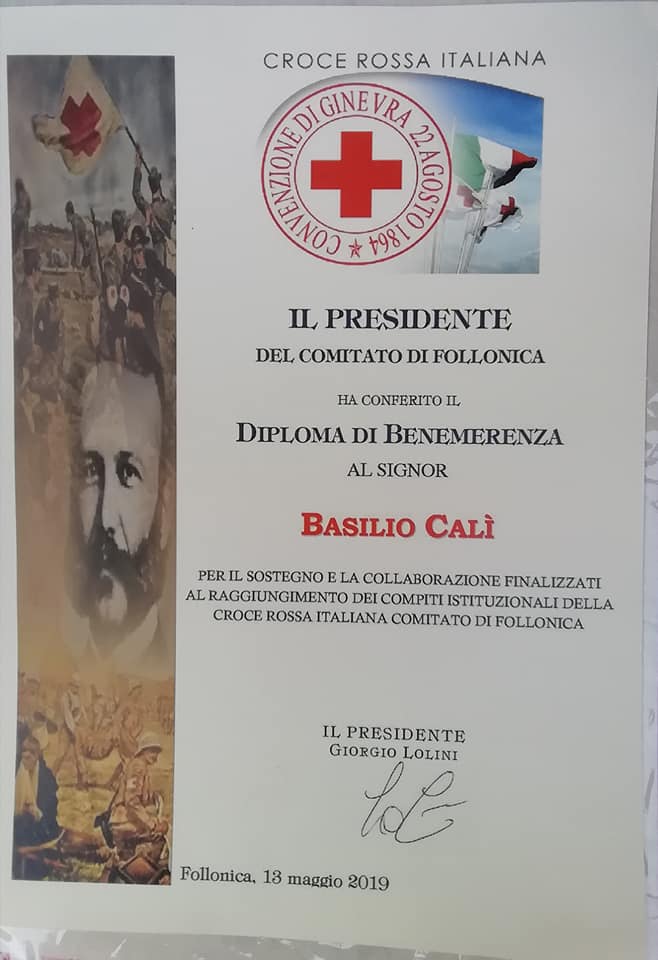 CROCE ROSSA ITALIANA
CONVENZIONE DI GINEVRA 22 AGOSTO 1864
IL PRESIDENTE
DEL COMITATO DI FOLLONICA
HA CONFERITO IL
DIPLOMA DI BENEMERENZA
AL SIGNOR
BASILIO CALÌ
PER IL SOSTEGNO E LA COLLABORAZIONE FINALIZZATI
AL RAGGIUNGIMENTO DEI COMPITI ISTITUZIONALI DELLA
CROCE ROSSA ITALIANA COMITATO DI FOLLONICA
IL PRESIDENTE
GIORGIO LOLINI
Follonica, 13 maggio 2019